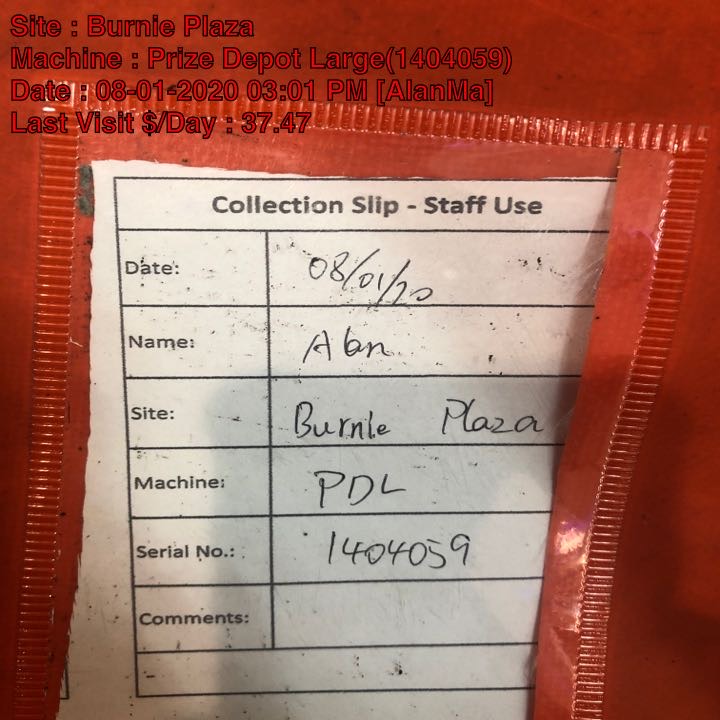 Site : Burnie Plaza
Machine : Prize Depot Large(1404059)
Date : 08-01-2020 03:01 PM [AlanMa]
Last Visit $/Day : 37.47
Collection Slip - Staff Use
Date: 08/01/20
Name: Alan
Site: Burnie Plaza
Machine: PDL
Serial No.: 1404059
Comments: